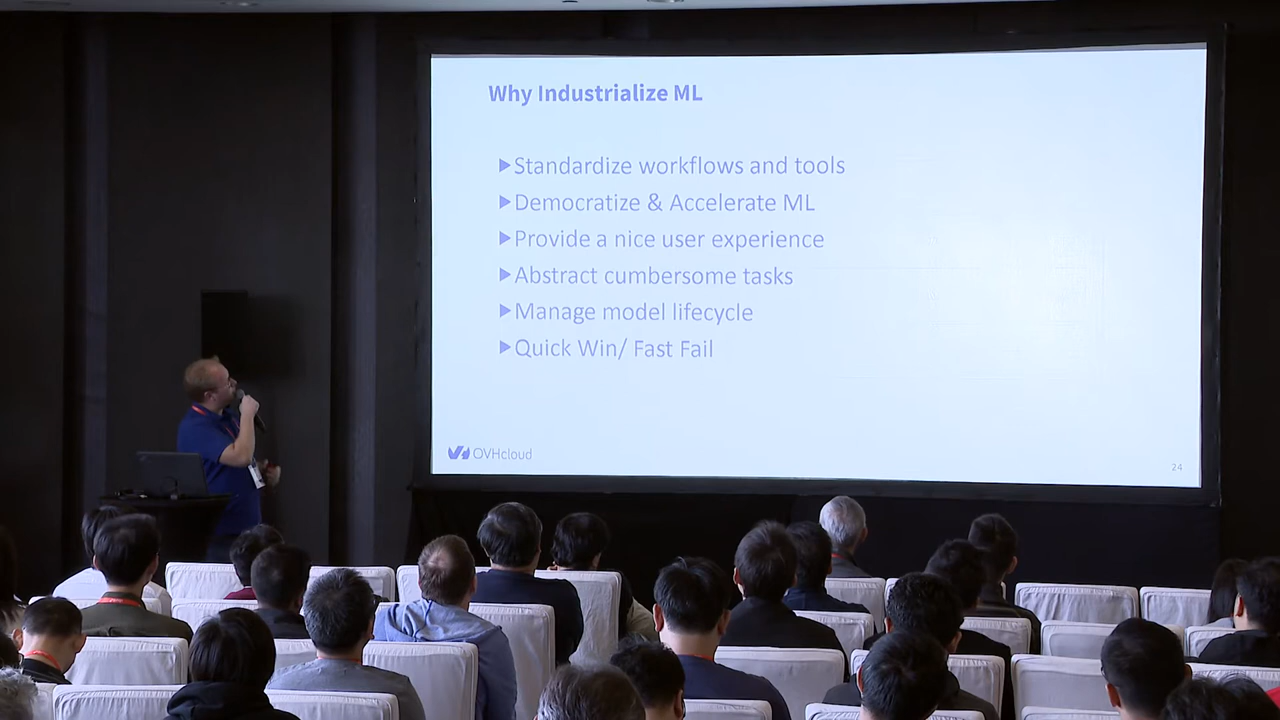 Why Industrialize ML
Standardize workflows and tools
Democratize & Accelerate ML
Provide a nice user experience
Abstract cumbersome tasks
Manage model lifecycle
Quick Win/ Fast Fail
OVHcloud
24